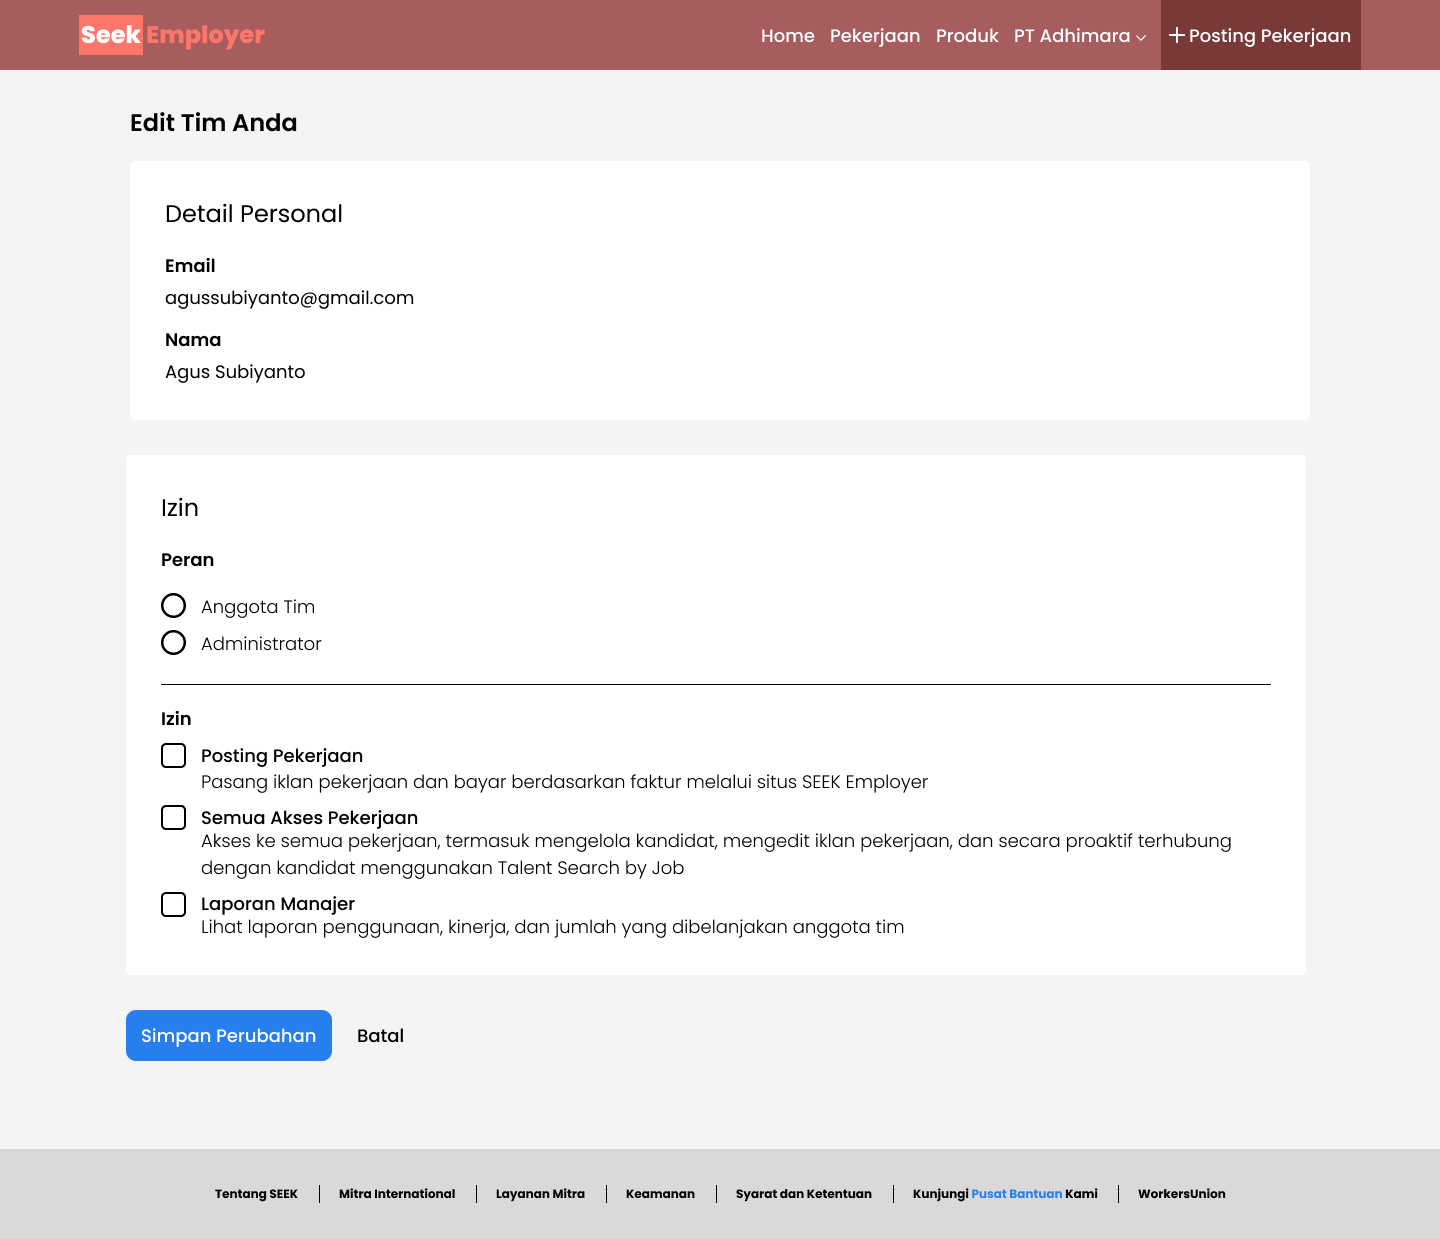 Seek Employer
Home Pekerjaan Produk PT Adhimara Posting Pekerjaan
Edit Tim Anda
Detail Personal
Email
agussubiyanto@gmail.com
Nama
Agus Subiyanto
Izin
Peran
Anggota Tim
Administrator
Izin
Posting Pekerjaan
Pasang iklan pekerjaan dan bayar berdasarkan faktur melalui situs SEEK Employer
Semua Akses Pekerjaan
Akses ke semua pekerjaan, termasuk mengelola kandidat, mengedit iklan pekerjaan, dan secara proaktif terhubung
dengan kandidat menggunakan Talent Search by Job
Laporan Manajer
Lihat laporan penggunaan, kinerja, dan jumlah yang dibelanjakan anggota tim
Simpan Perubahan Batal
Tentang SEEK Mitra International Layanan Mitra Keamanan Syarat dan Ketentuan Kunjungi Pusat Bantuan Kami WorkersUnion